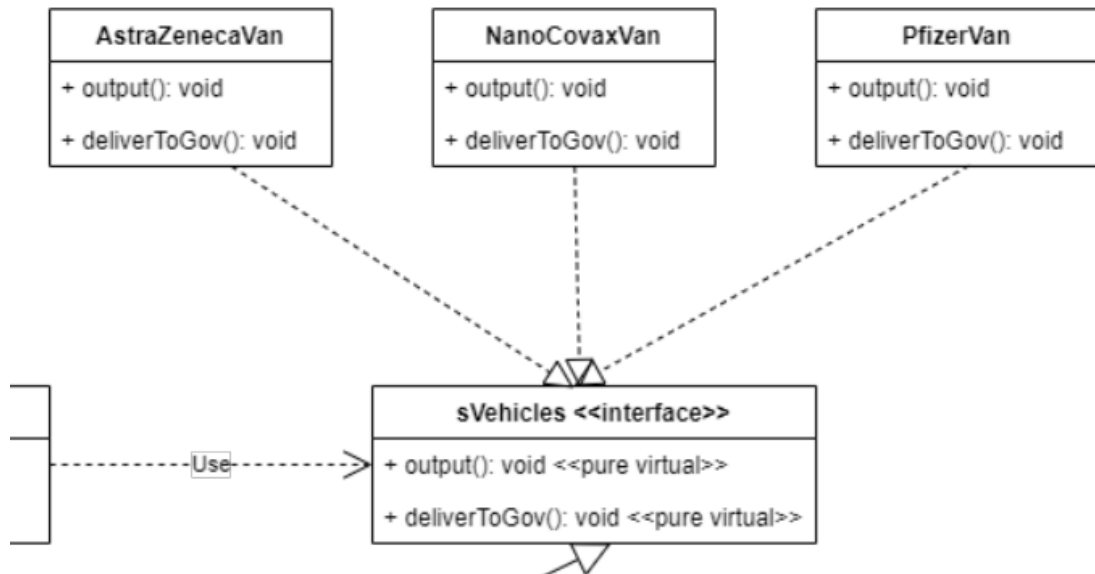 AstraZenecaVan
+ output(): void
+ deliverToGov(): void
NanoCovaxVan
+ output(): void
+ deliverToGov(): void
PfizerVan
+ output(): void
+ deliverToGov(): void
Use
sVehicles <<interface>>
+ output(): void <<pure virtual>>
+ deliverToGov(): void <<pure virtual>>